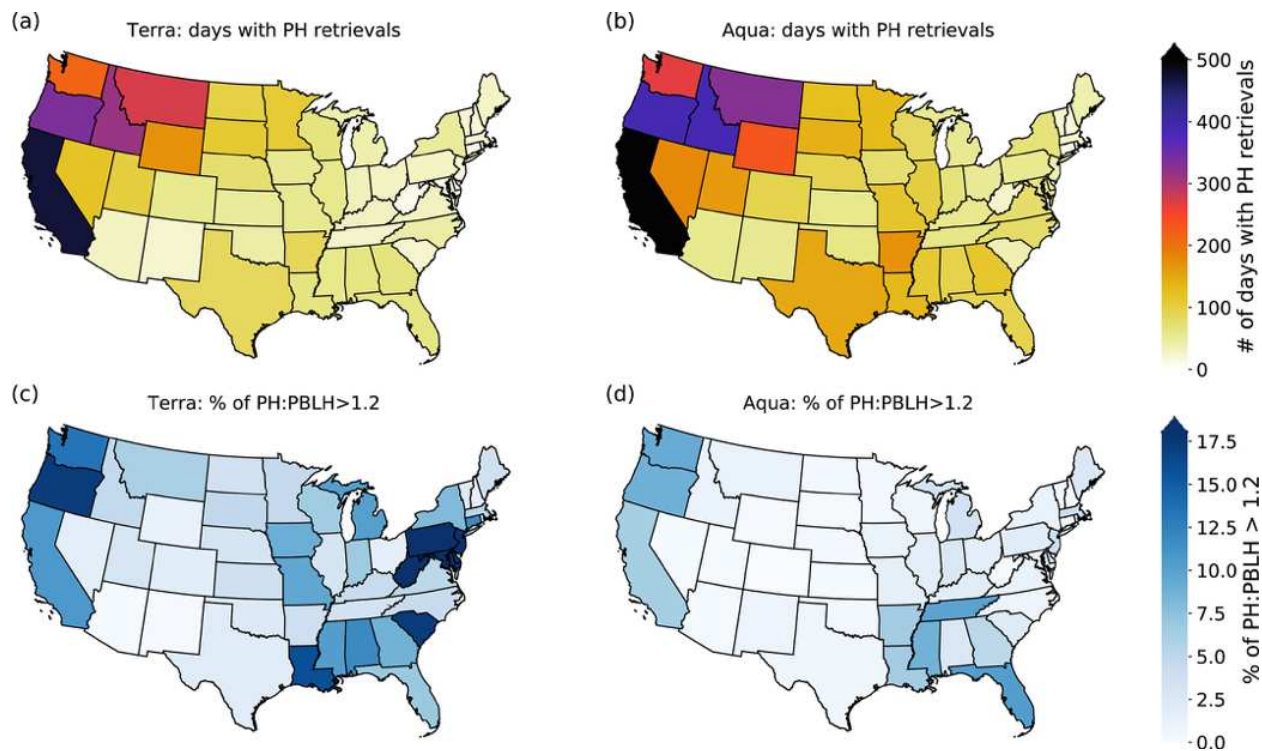 (a)
Terra: days with PH retrievals
(b)
Aqua: days with PH retrievals
500
400
300
200
100
0
# of days with PH retrievals
(c)
Terra: % of PH:PBLH>1.2
(d)
Aqua: % of PH:PBLH>1.2
17.5
15.0
12.5
10.0
7.5
5.0
2.5
0.0
% of PH:PBLH > 1.2